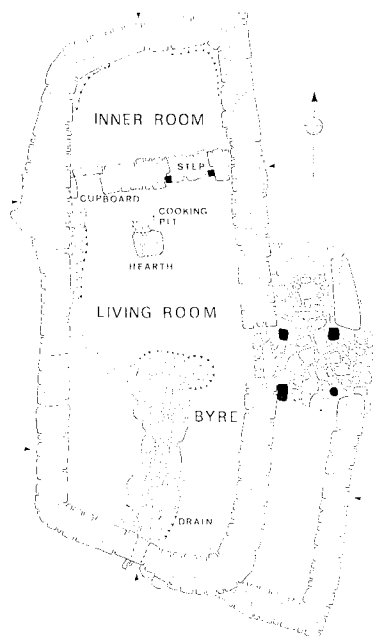 INNER ROOM
STEP
CUPBOARD
COOKING
PIT
HEARTH
LIVING ROOM
BYRE
DRAIN